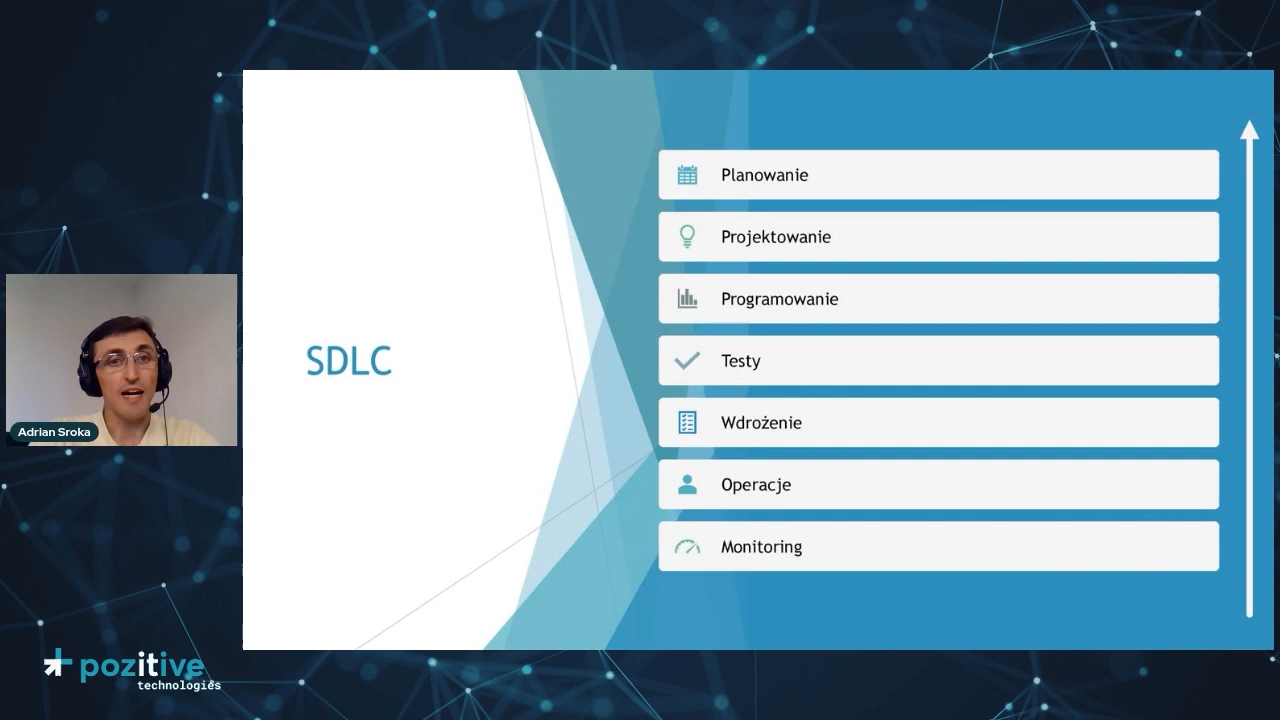 SDLC
Planowanie
Projektowanie
Programowanie
Testy
Wdrożenie
Operacje
Monitoring
Adrian Sroka
pozitive
technologies